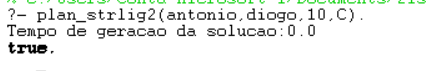 ?- plan_strlig2(antonio,diogo,10,C).
Tempo de geracao da solucao:0.0
true.